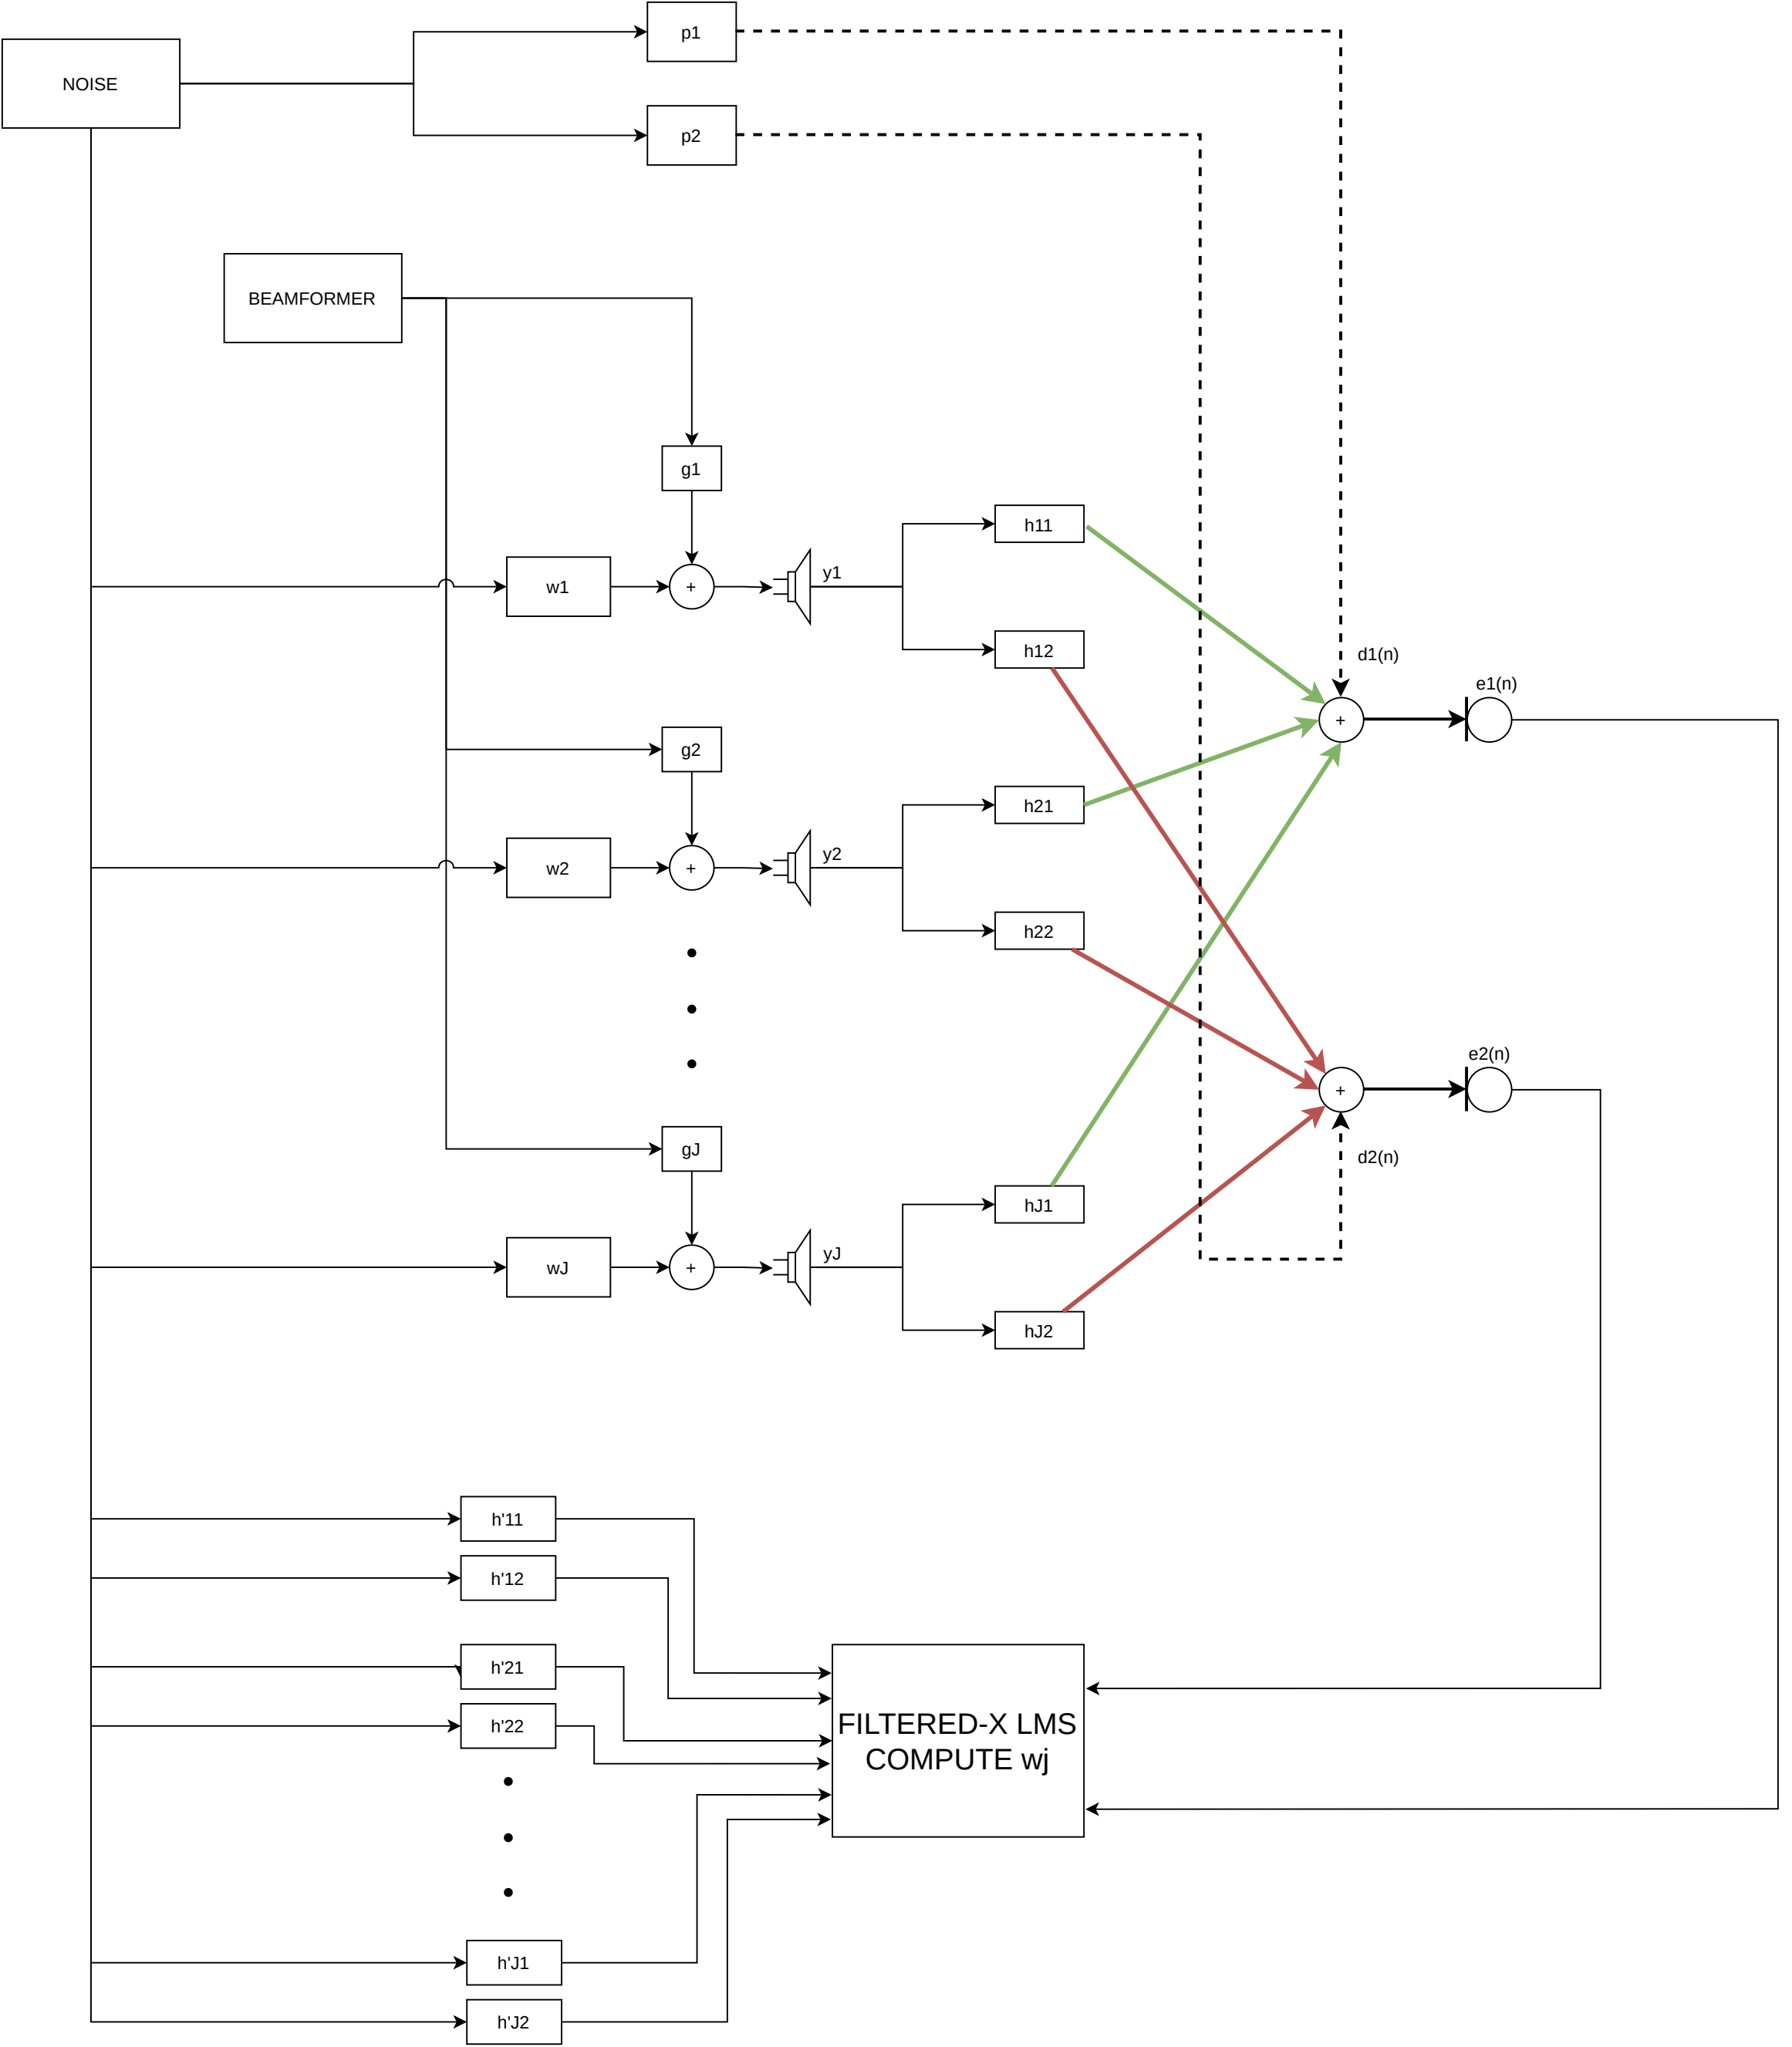 p1
NOISE
p2
BEAMFORMER
g1
h11
y1
w1
+
h12
d1(n)
e1(n)
+
g2
h21
y2
w2
+
h22
e2(n)
+
gJ
d2(n)
hJ1
yJ
wJ
+
hJ2
h'11
h'12
h'21
h'22
FILTERED-X LMS
COMPUTE wj
h'J1
h'J2